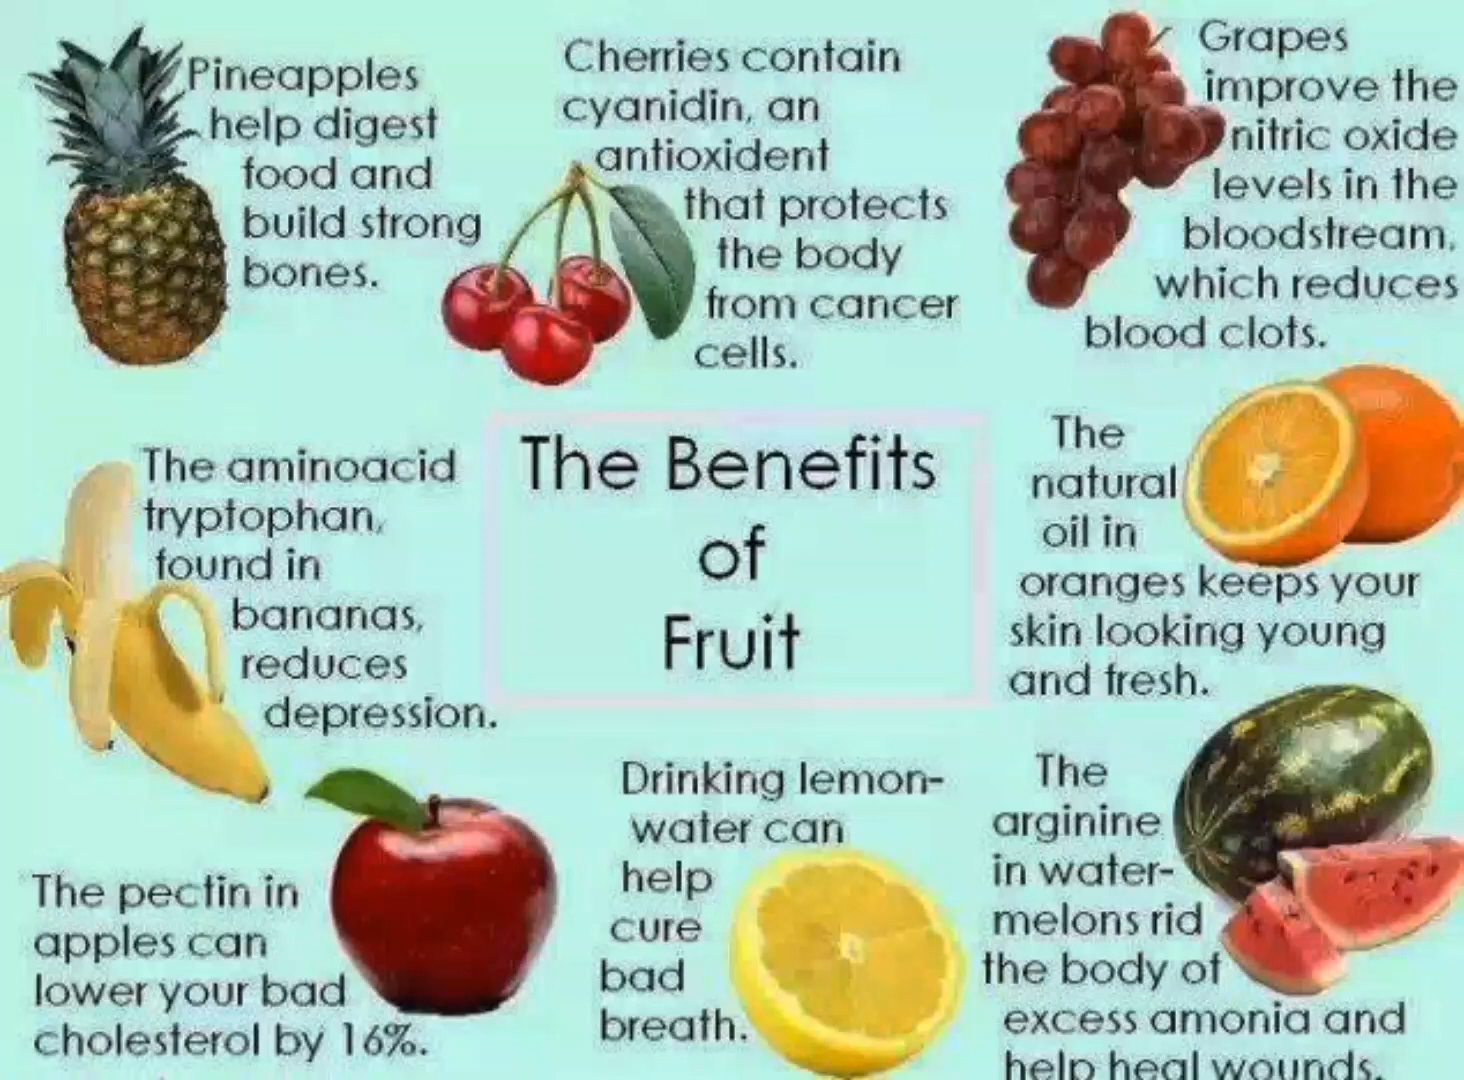 Pineapples
help digest
food and
build strong
bones.
Cherries contain
cyanidin, an
antioxident
that protects
the body
from cancer
cells.
Grapes
improve the
nitric oxide
levels in the
bloodstream,
which reduces
blood clots.
The aminoacid
tryptophan,
found in
bananas,
reduces
depression.
The Benefits
of
Fruit
The
natural
oil in
oranges keeps your
skin looking young
and fresh.
The pectin in
apples can
lower your bad
cholesterol by 16%.
Drinking lemon-
water can
help
cure
bad
breath.
The
arginine
in water-
melons rid
the body of
excess amonia and
help heal wounds.